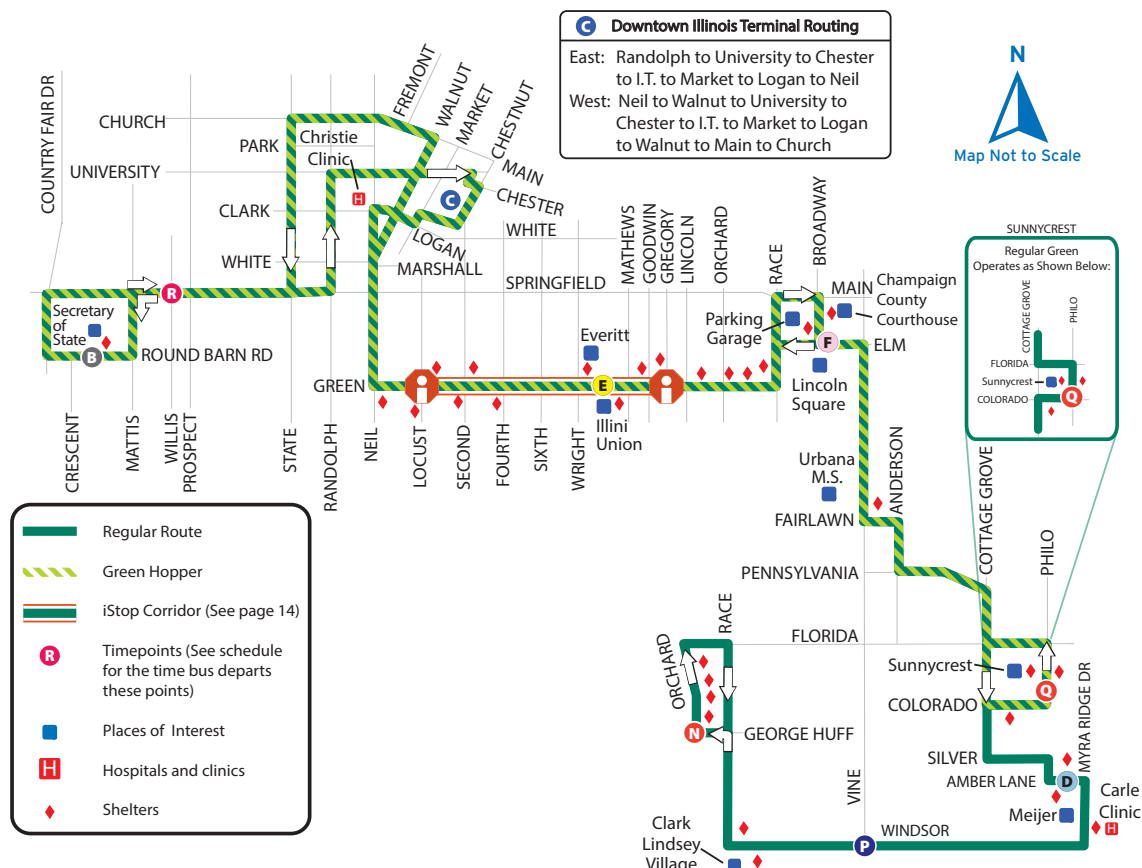 C Downtown Illinois Terminal Routing
East: Randolph to University to Chester
to I.T. to Market to Logan to Neil
West: Neil to Walnut to University to
Chester to I.T. to Market to Logan
to Walnut to Main to Church
N
Map Not to Scale
COUNTRY FAIR DR
CHURCH
PARK
UNIVERSITY
CLARK
WHITE
Christie
Clinic
H
FREMONT
WALNUT
MARKET
CHESTNUT
MAIN
CHESTER
C
LOGAN
WHITE
MARSHALL
SPRINGFIELD
MATHEWS
GOODWIN
GREGORY
LINCOLN
ORCHARD
RACE
BROADWAY
MAIN
Champaign
County
Courthouse
Parking
Garage
F
ELM
Lincoln
Square
R
Secretary
of
State
B
ROUND BARN RD
GREEN
Everitt
E
Illini
Union
CRESCENT
MATTIS
WILLIS
PROSPECT
STATE
RANDOLPH
NEIL
LOCUST
SECOND
FOURTH
SIXTH
WRIGHT
SUNNYCREST
Regular Green
Operates as Shown Below:
COTTAGE GROVE
PHILO
FLORIDA
Sunnycrest
COLORADO
Q
Urbana
M.S.
FAIRLAWN
ANDERSON
PENNSYLVANIA
COTTAGE GROVE
PHILO
FLORIDA
Sunnycrest
Q
COLORADO
MYRA RIDGE DR
SILVER
AMBER LANE
D
Meijer
Carle
Clinic
H
RACE
ORCHARD
N
GEORGE HUFF
VINE
P
WINDSOR
Clark
Lindsey
Village
Regular Route
Green Hopper
iStop Corridor (See page 14)
R
Timepoints (See schedule
for the time bus departs
these points)
Places of Interest
H
Hospitals and clinics
Shelters